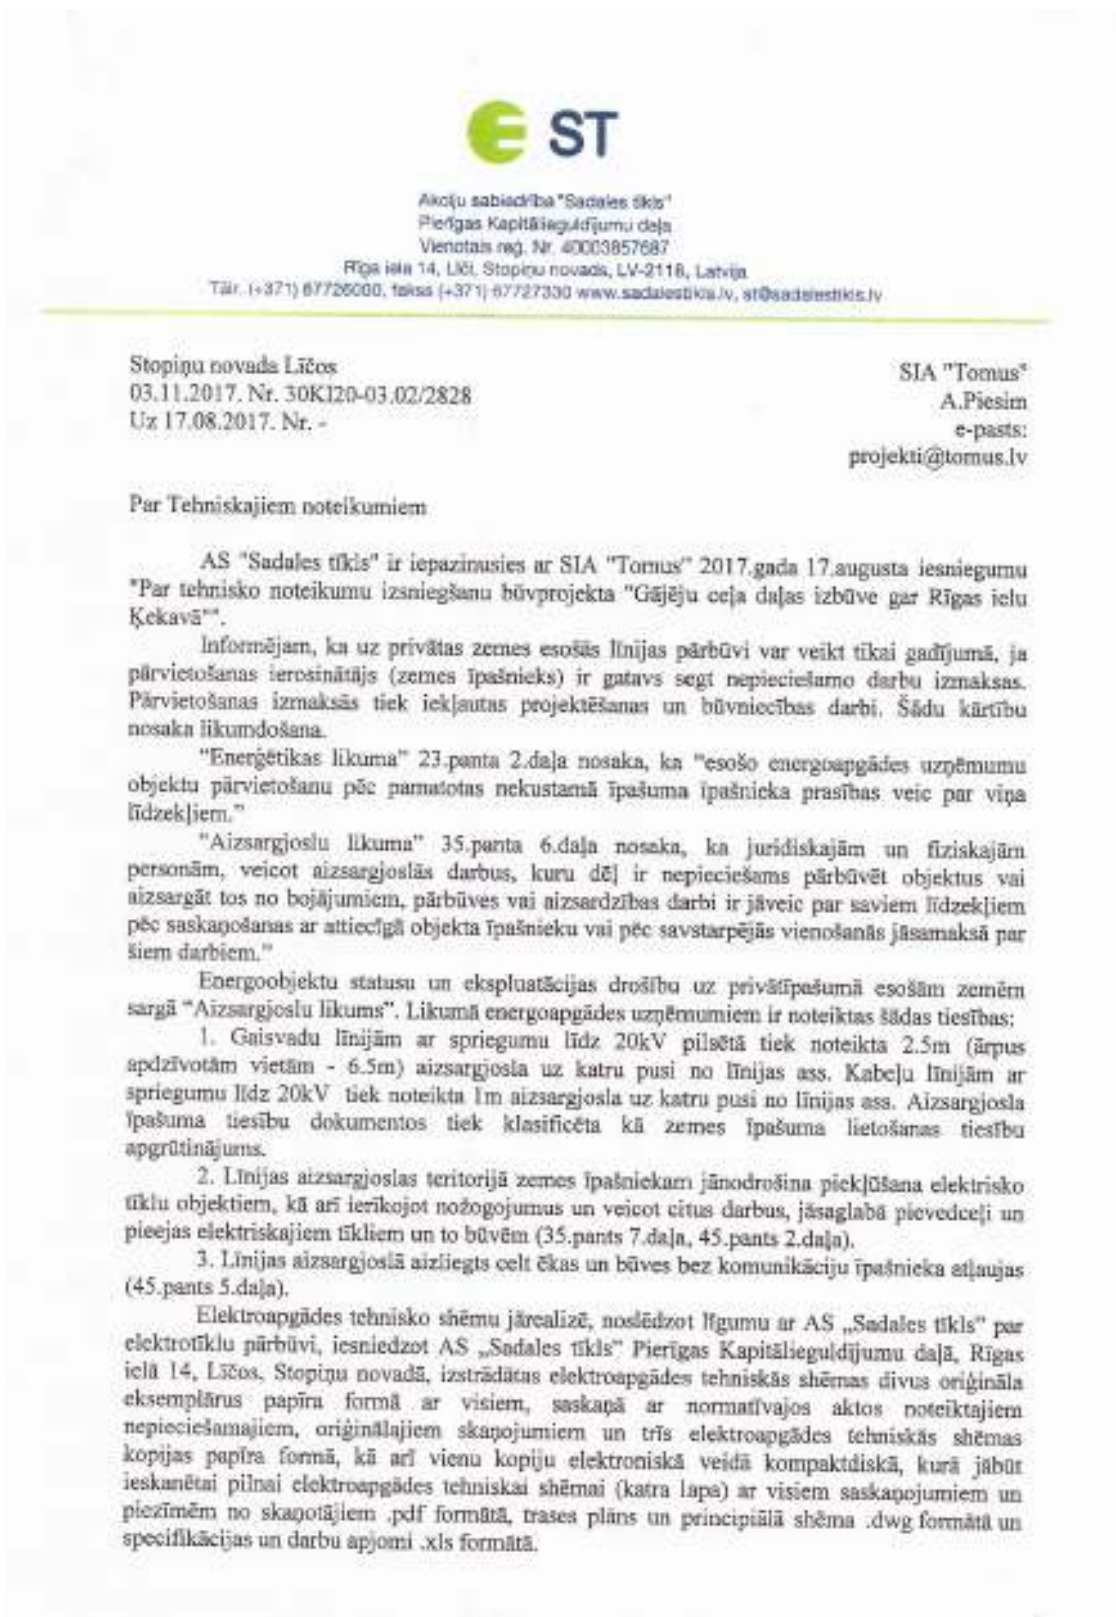 ST
Akciju sabiedrība "Sadales tīkls"
Pierīgas Kapitālieguldījumu daļa
Vienotais reģ. Nr. 40003857687
Rīga iela 14, Līči, Stopiņu novads, LV-2118, Latvija
Tālr. (+371) 67726000, fakss (+371) 67727330 www.sadalestikls.lv, st@sadalestikls.lv
Stopiņu novada Līčos
03.11.2017. Nr. 30KI20-03.02/2828
Uz 17.08.2017. Nr. -
SIA "Tomus"
A.Piesim
e-pasts:
projekti@tomus.lv
Par Tehniskajiem noteikumiem
AS "Sadales tīkls" ir iepazinusies ar SIA "Tomus" 2017.gada 17.augusta iesniegumu
"Par tehnisko noteikumu izsniegšanu būvprojekta "Gājēju ceļa daļas izbūve gar Rīgas ielu
Ķekavā"".
Informējam, ka uz privātas zemes esošās līnijas pārbūvi var veikt tikai gadījumā, ja
pārvietošanas ierosinātājs (zemes īpašnieks) ir gatavs segt nepieciešamo darbu izmaksas.
Pārvietošanas izmaksās tiek iekļautas projektēšanas un būvniecības darbi. Šādu kārtību
nosaka likumdošana.
"Enerģētikas likuma" 23.panta 2.daļa nosaka, ka "esošo energoapgādes uzņēmumu
objektu pārvietošanu pēc pamatotas nekustamā īpašuma īpašnieka prasības veic par viņa
līdzekļiem."
"Aizsargjoslu likuma" 35.panta 6.daļa nosaka, ka juridiskajām un fiziskajām
personām, veicot aizsargjoslās darbus, kuru dēļ ir nepieciešams pārbūvēt objektus vai
aizsargāt tos no bojājumiem, pārbūves vai aizsardzības darbi ir jāveic par saviem līdzekļiem
pēc saskaņošanas ar attiecīgā objekta īpašnieku vai pēc savstarpējās vienošanās jāsamaksā par
šiem darbiem."
Energoobjektu statusu un ekspluatācijas drošību uz privātīpašumā esošām zemēm
sargā "Aizsargjoslu likums". Likumā energoapgādes uzņēmumiem ir noteiktas šādas tiesības:
1. Gaisvadu līnijām ar spriegumu līdz 20kV pilsētā tiek noteikta 2.5m (ārpus
apdzīvotām vietām - 6.5m) aizsargjosla uz katru pusi no līnijas ass. Kabeļu līnijām ar
spriegumu līdz 20kV tiek noteikta 1m aizsargjosla uz katru pusi no līnijas ass. Aizsargjosla
īpašuma tiesību dokumentos tiek klasificēta kā zemes īpašuma lietošanas tiesību
apgrūtinājums.
2. Līnijas aizsargjoslas teritorijā zemes īpašniekam jānodrošina piekļūšana elektrisko
tīklu objektiem, kā arī ierīkojot nožogojumus un veicot citus darbus, jāsaglabā pievedceļi un
pieejas elektriskajiem tīkliem un to būvēm (35.pants 7.daļa, 45.pants 2.daļa).
3. Līnijas aizsargjoslā aizliegts celt ēkas un būves bez komunikāciju īpašnieka atļaujas
(45.pants 5.daļa).
Elektroapgādes tehnisko shēmu jārealizē, noslēdzot līgumu ar AS „Sadales tīkls" par
elektrotīklu pārbūvi, iesniedzot AS „Sadales tīkls" Pierīgas Kapitālieguldījumu daļā, Rīgas
ielā 14, Līčos, Stopiņu novadā, izstrādātas elektroapgādes tehniskās shēmas divus oriģināla
eksemplārus papīra formā ar visiem, saskaņā ar normatīvajos aktos noteiktajiem
nepieciešamajiem, oriģinālajiem skaņojumiem un trīs elektroapgādes tehniskās shēmas
kopijas papīra formā, kā arī vienu kopiju elektroniskā veidā kompaktdiskā, kurā jābūt
ieskanētai pilnai elektroapgādes tehniskai shēmai (katra lapa) ar visiem saskaņojumiem un
piezīmēm no skaņotājiem .pdf formātā, trases plāns un principiālā shēma .dwg formātā un
specifikācijas un darbu apjomi .xls formātā.